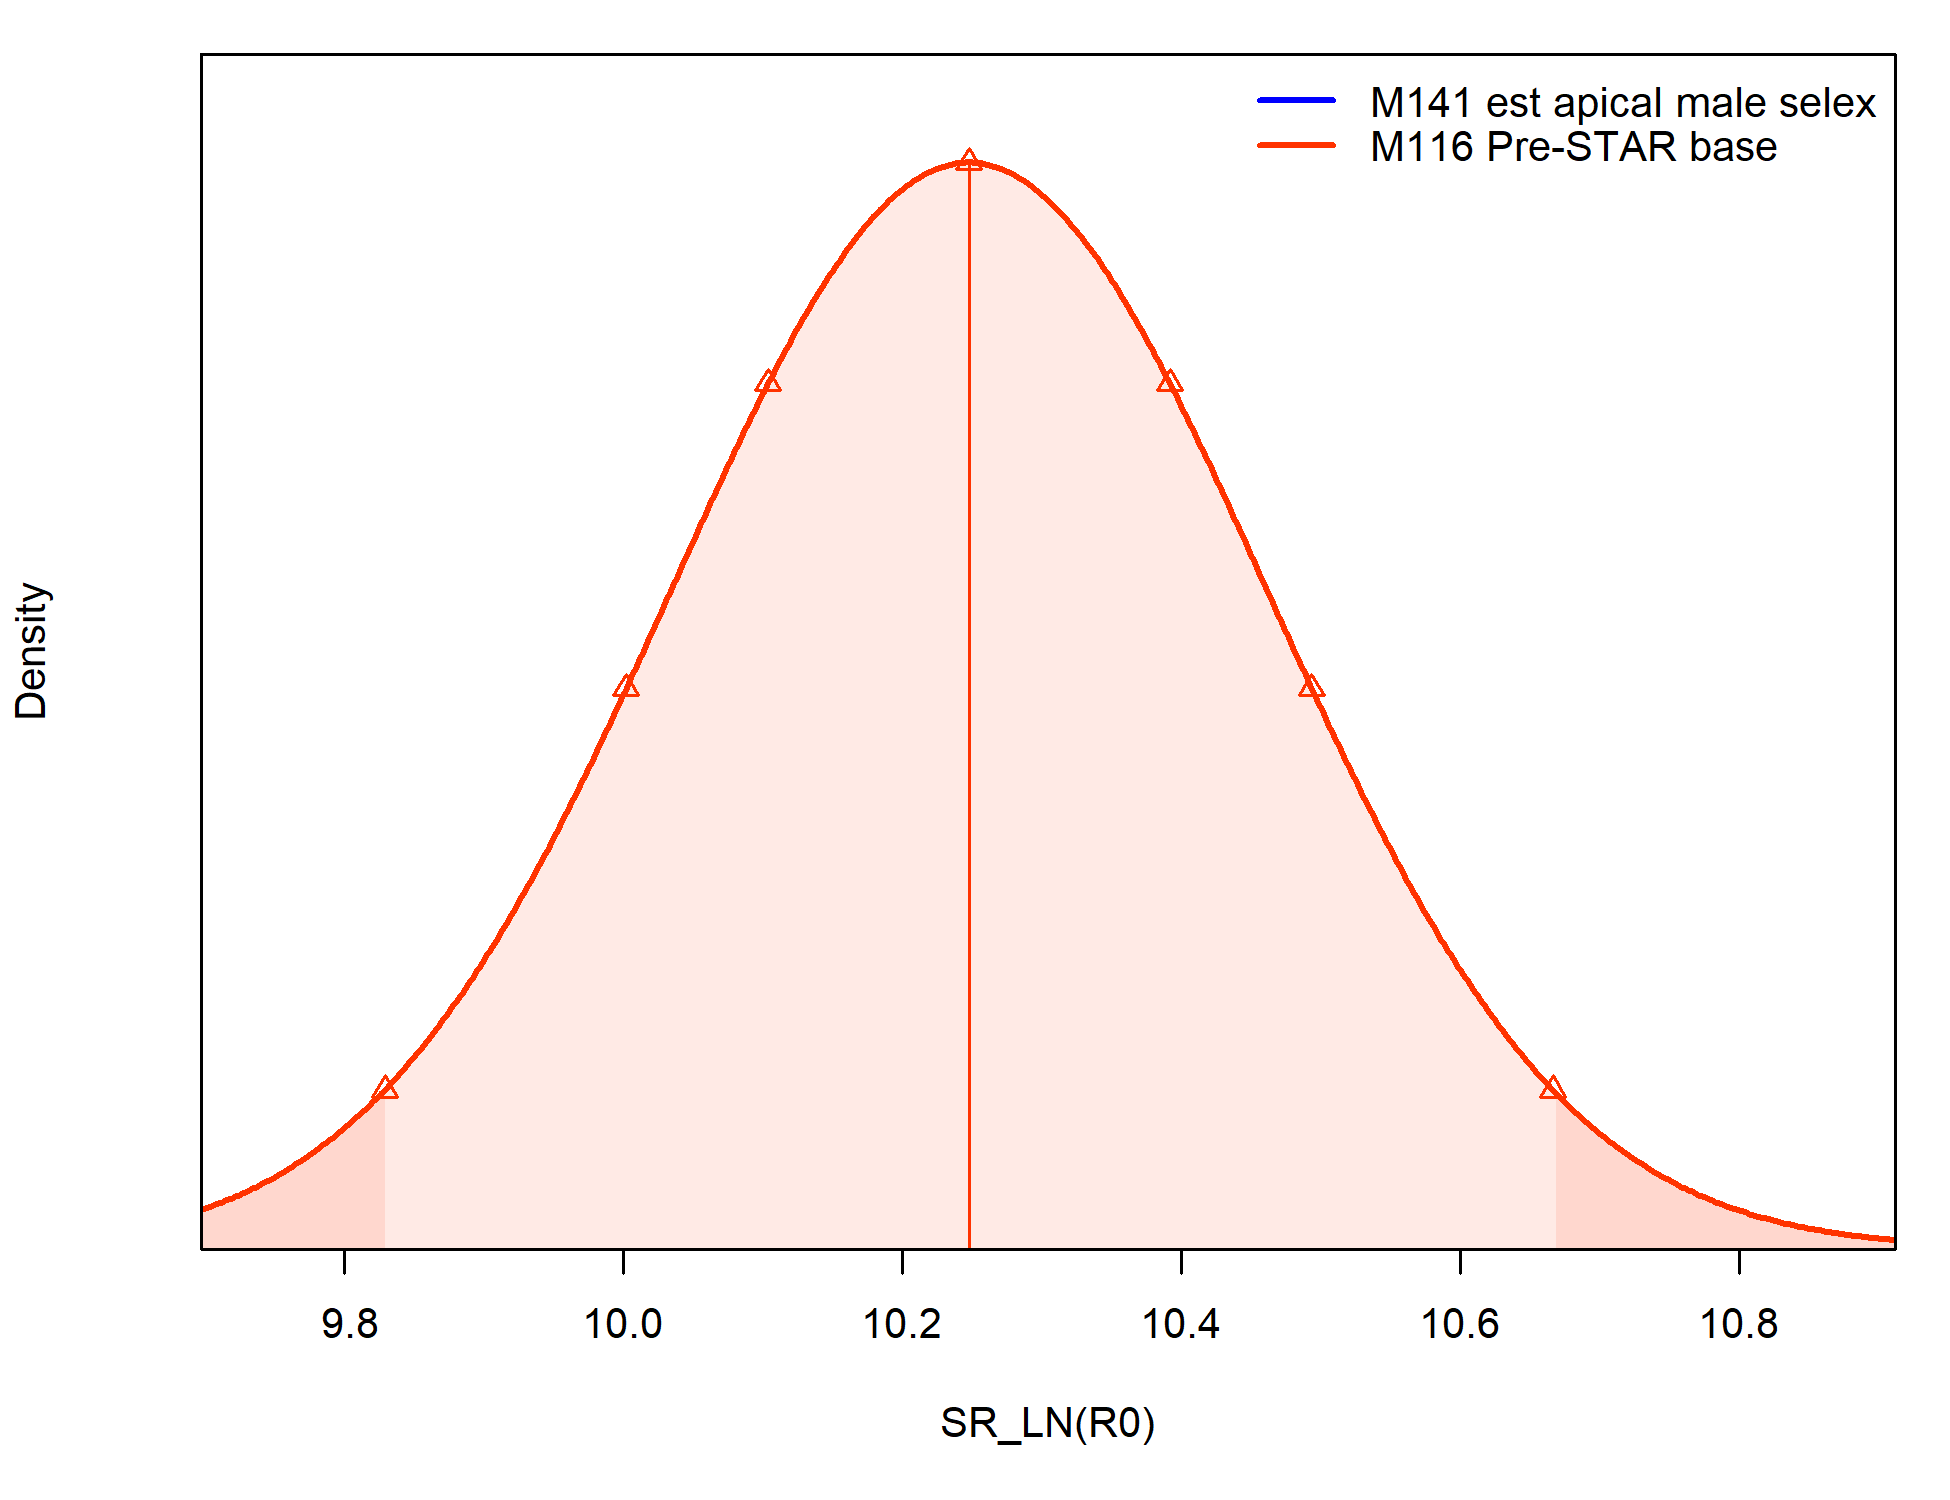 M141 est apical male selex
M116 Pre-STAR base
Density
9.8 10.0 10.2 10.4 10.6 10.8
SR_LN(R0)